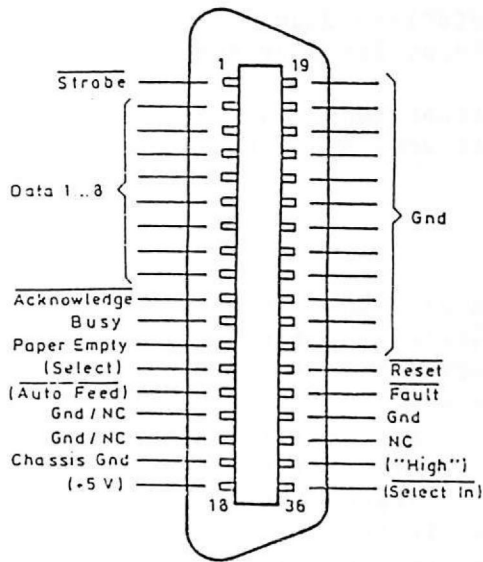 1 19
Strobe
Data 1...8
Gnd
Acknowledge
Busy
Paper Empty
(Select)
Reset
(Auto Feed)
Fault
Gnd / NC
Gnd
Gnd / NC
NC
Chassis Gnd
("High")
(+5 V)
(Select In)
18 36